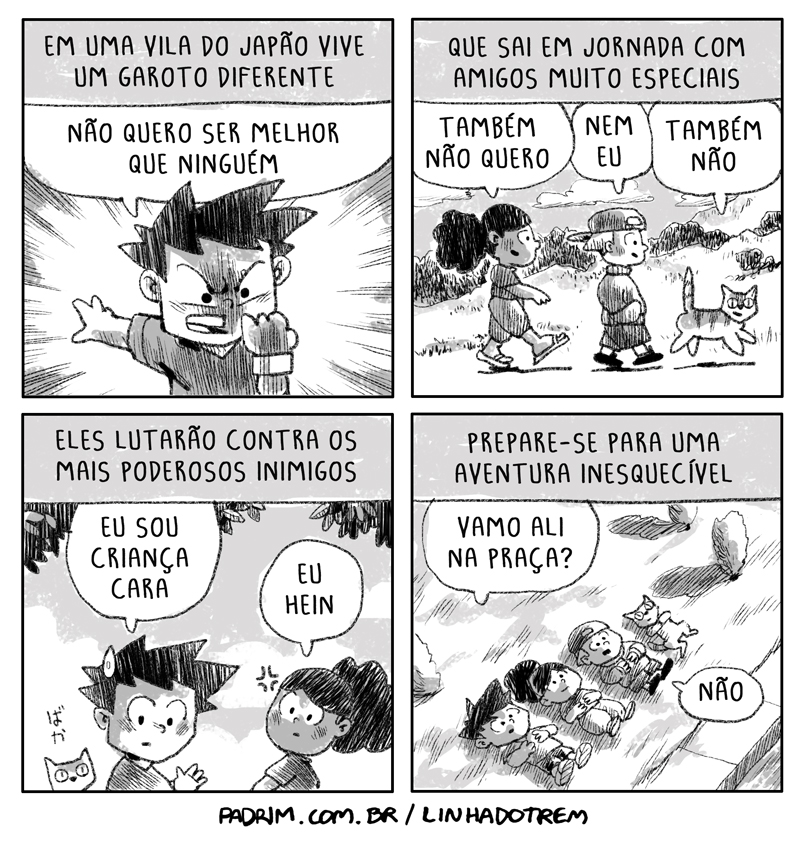 EM UMA VILA DO JAPÃO VIVE
UM GAROTO DIFERENTE
NÃO QUERO SER MELHOR
QUE NINGUÉM
QUE SAI EM JORNADA COM
AMIGOS MUITO ESPECIAIS
TAMBÉM
NÃO QUERO
NEM
EU
TAMBÉM
NÃO
ELES LUTARÃO CONTRA OS
MAIS PODEROSOS INIMIGOS
EU SOU
CRIANÇA
CARA
EU
HEIN
ばか
PREPARE-SE PARA UMA
AVENTURA INESQUECÍVEL
VAMO ALI
NA PRAÇA?
NÃO
PADRIM.COM.BR/LINHADOTREM